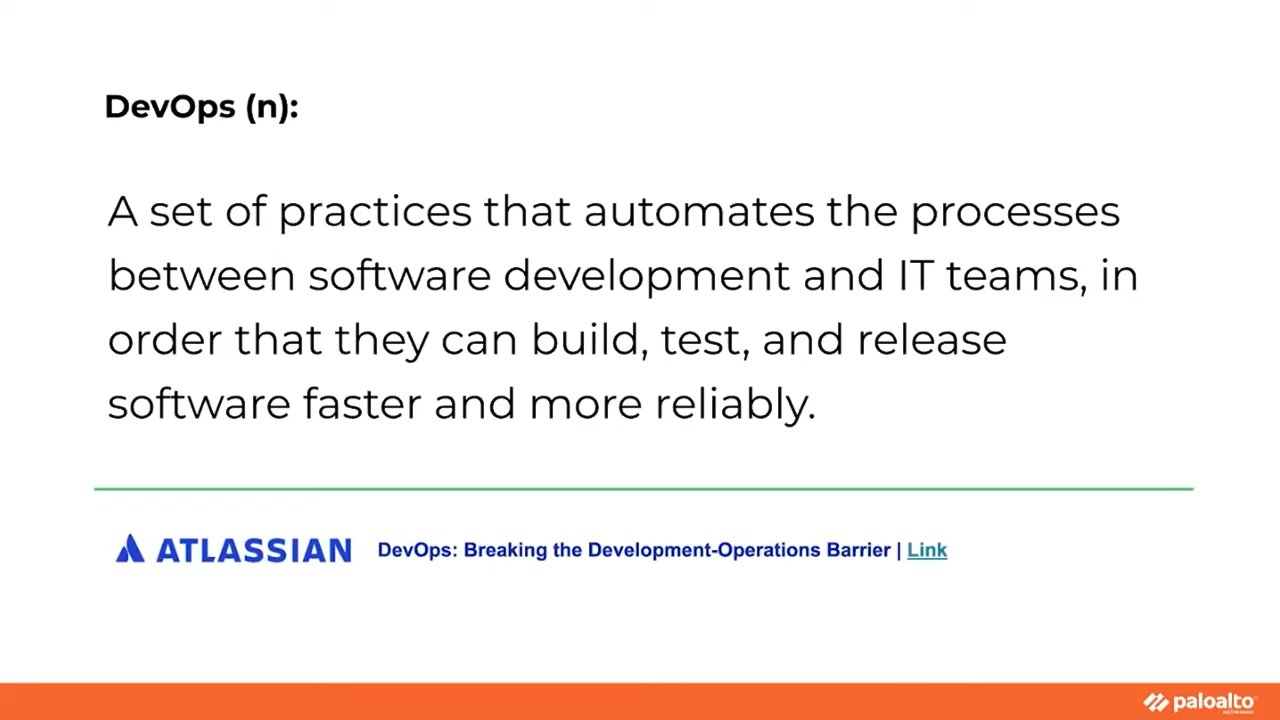 DevOps (n):
A set of practices that automates the processes
between software development and IT teams, in
order that they can build, test, and release
software faster and more reliably.
ATLASSIAN DevOps: Breaking the Development-Operations Barrier | Link
paloalto
NETWORKS